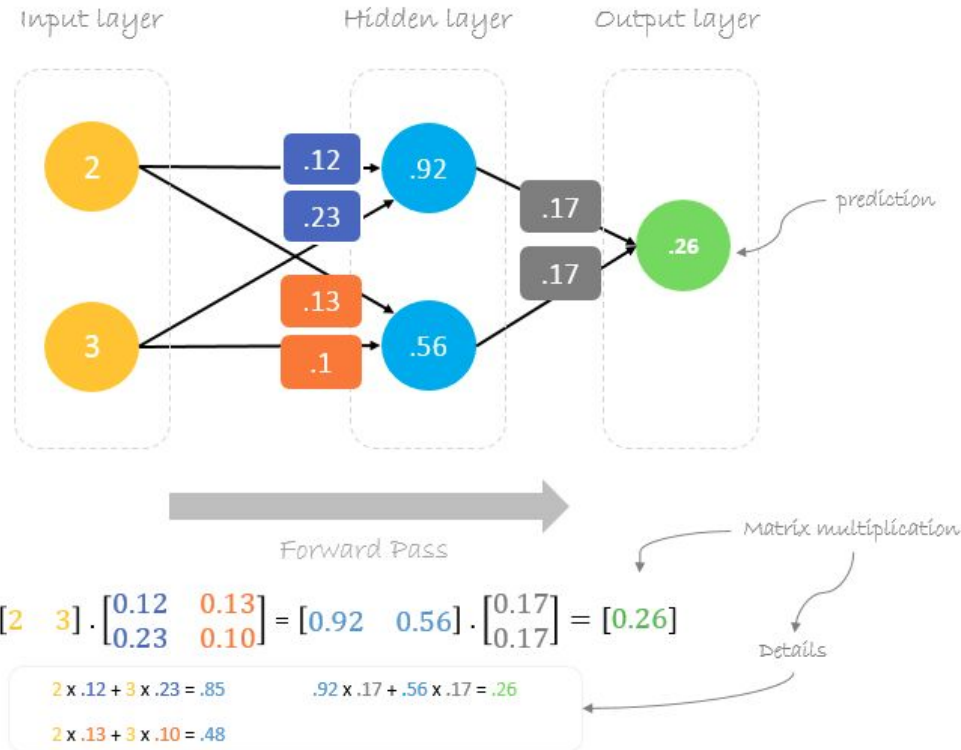 Input layer Hidden layer Output layer
2 .12 .92
.23 .17
prediction
.26
.17
.13
3 .1 .56
Forward Pass
Matrix multiplication
[2 3] . [0.12 0.13 = [0.92 0.56] . [0.17 = [0.26]
0.23 0.10] 0.17]
Details
2 x .12 + 3 x .23 = .85 .92 x .17 + .56 x .17 = .26
2 x .13 + 3 x .10 = .48